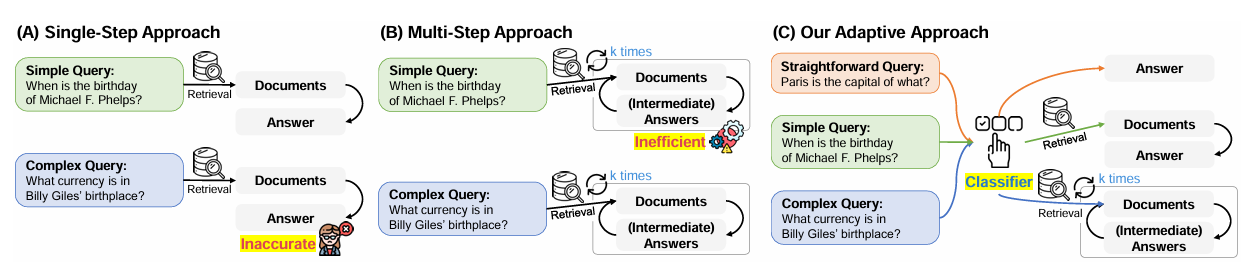 (A) Single-Step Approach
Simple Query:
When is the birthday
of Michael F. Phelps?
Retrieval
Documents
Answer
Complex Query:
What currency is in
Billy Giles' birthplace?
Retrieval
Documents
Answer
Inaccurate
(B) Multi-Step Approach
Simple Query:
When is the birthday
of Michael F. Phelps?
Retrieval
k times
Documents
(Intermediate)
Answers
Inefficient
Complex Query:
What currency is in
Billy Giles' birthplace?
Retrieval
k times
Documents
(Intermediate)
Answers
(C) Our Adaptive Approach
Straightforward Query:
Paris is the capital of what?
Simple Query:
When is the birthday
of Michael F. Phelps?
Complex Query:
What currency is in
Billy Giles' birthplace?
Classifier
Answer
Retrieval
Documents
Answer
Retrieval
k times
Documents
(Intermediate)
Answers